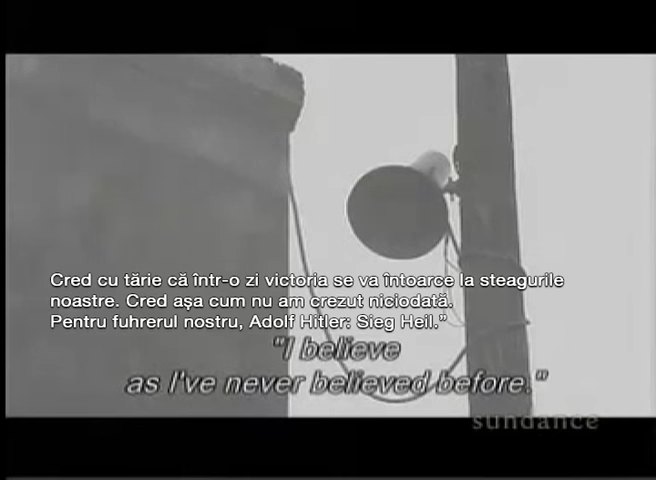 Cred cu tărie că într-o zi victoria se va întoarce la steagurile
noastre. Cred așa cum nu am crezut niciodată.
Pentru fuhrerul nostru, Adolf Hitler: Sieg Heil.”
"I believe
as I've never believed before."
sundance